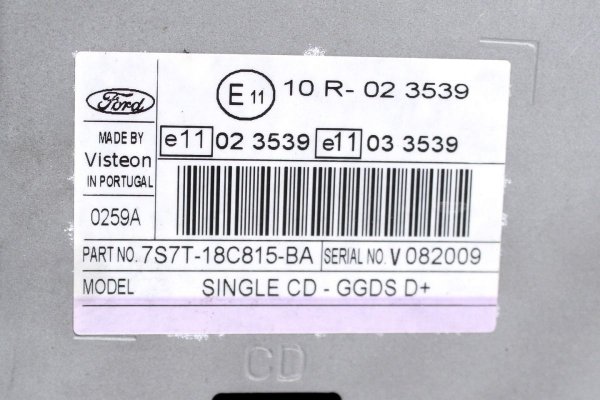 Ford
E 11 10 R- 02 3539
MADE BY
Visteon
IN PORTUGAL
e11 02 3539 e11 03 3539
0259A
PART NO. 7S7T-18C815-BA SERIAL NO. V 082009
MODEL SINGLE CD - GGDS D+
CD